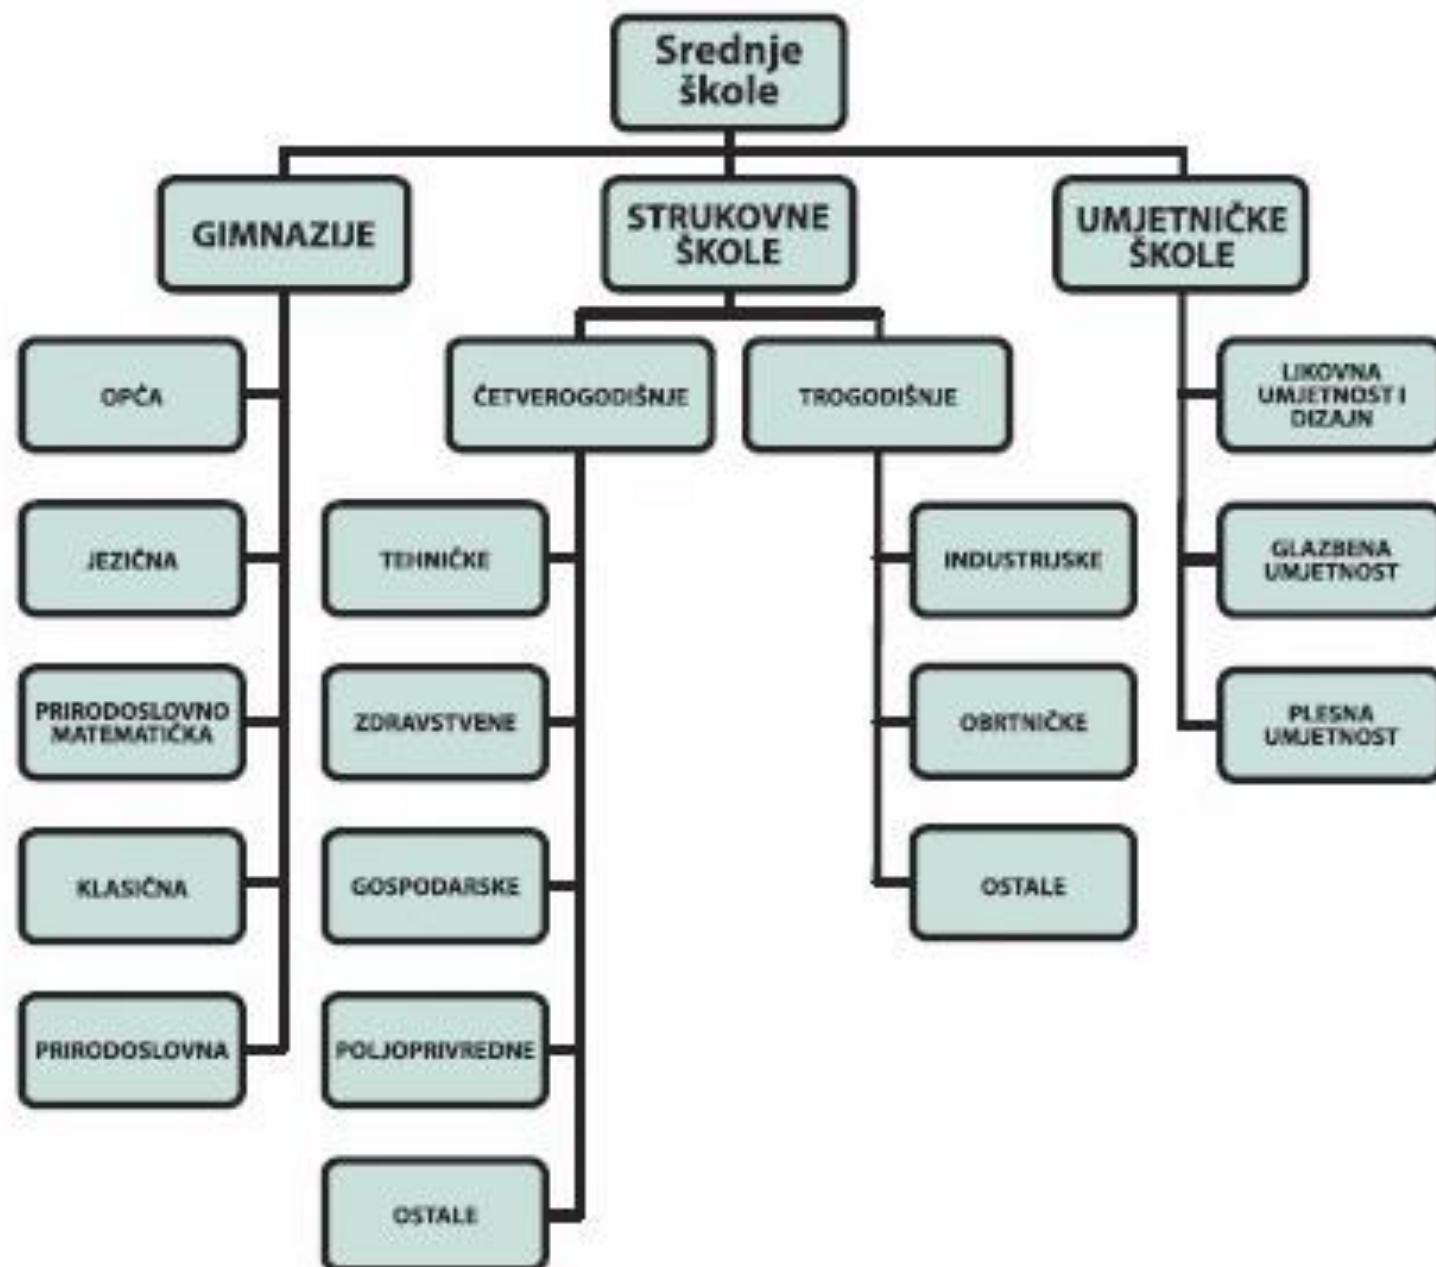 Srednje
škole
GIMNAZIJE
STRUKOVNE
ŠKOLE
UMJETNIČKE
ŠKOLE
OPĆA
JEZIČNA
PRIRODOSLOVNO
MATEMATIČKA
KLASIČNA
PRIRODOSLOVNA
ČETVEROGODIŠNJE
TEHNIČKE
ZDRAVSTVENE
GOSPODARSKE
POLJOPRIVREDNE
OSTALE
TROGODIŠNJE
INDUSTRIJSKE
OBRTNIČKE
OSTALE
LIKOVNA
UMJETNOST I
DIZAJN
GLAZBENA
UMJETNOST
PLESNA
UMJETNOST